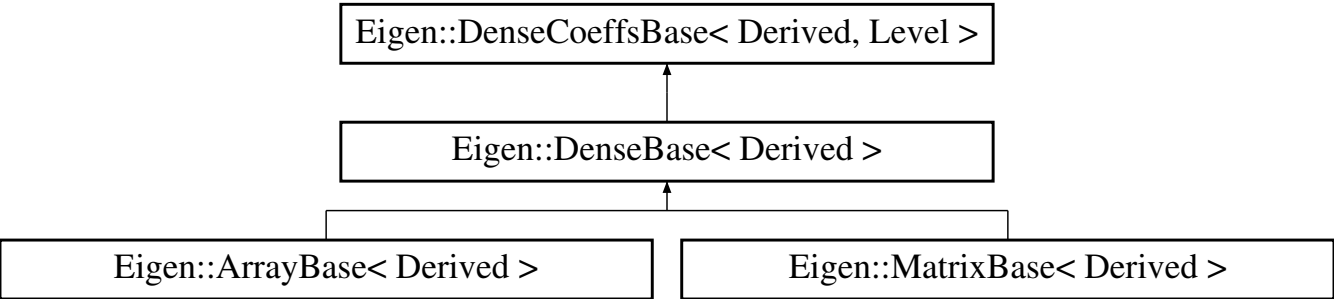 Eigen::DenseCoeffsBase< Derived, Level >
Eigen::DenseBase< Derived >
Eigen::ArrayBase< Derived >
Eigen::MatrixBase< Derived >